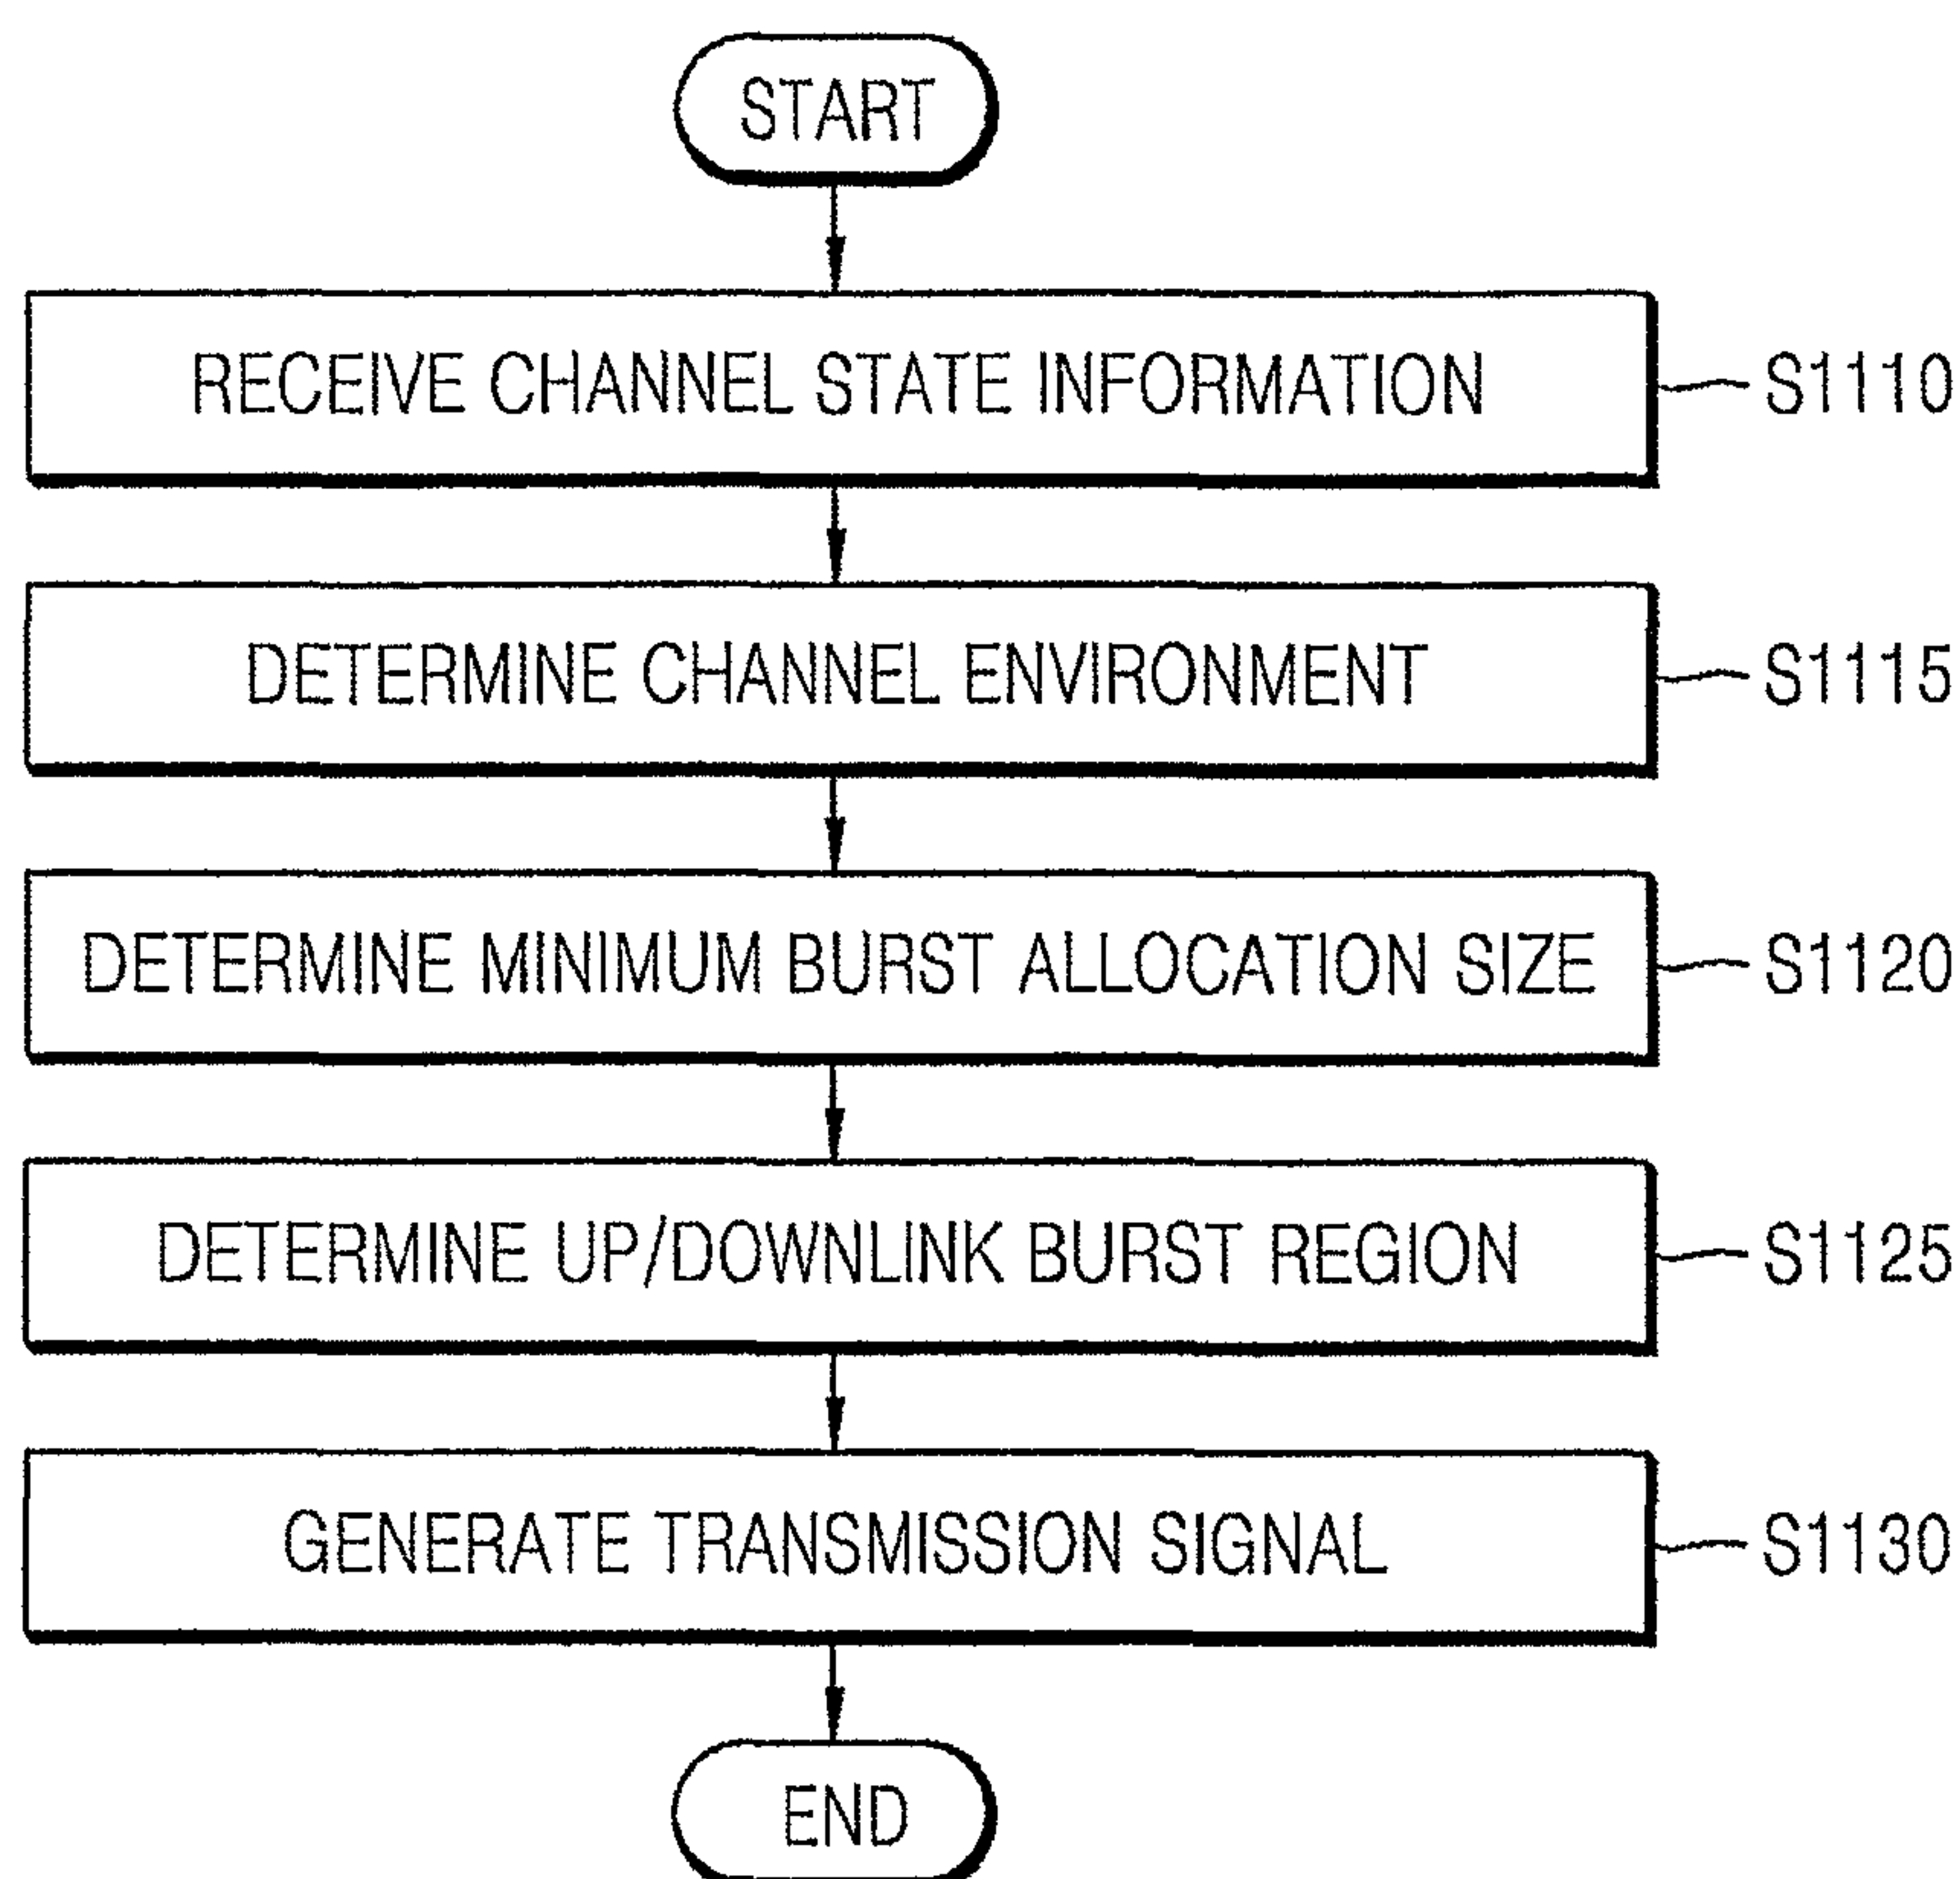 START
RECEIVE CHANNEL STATE INFORMATION S1110
DETERMINE CHANNEL ENVIRONMENT S1115
DETERMINE MINIMUM BURST ALLOCATION SIZE S1120
DETERMINE UP/DOWNLINK BURST REGION S1125
GENERATE TRANSMISSION SIGNAL S1130
END